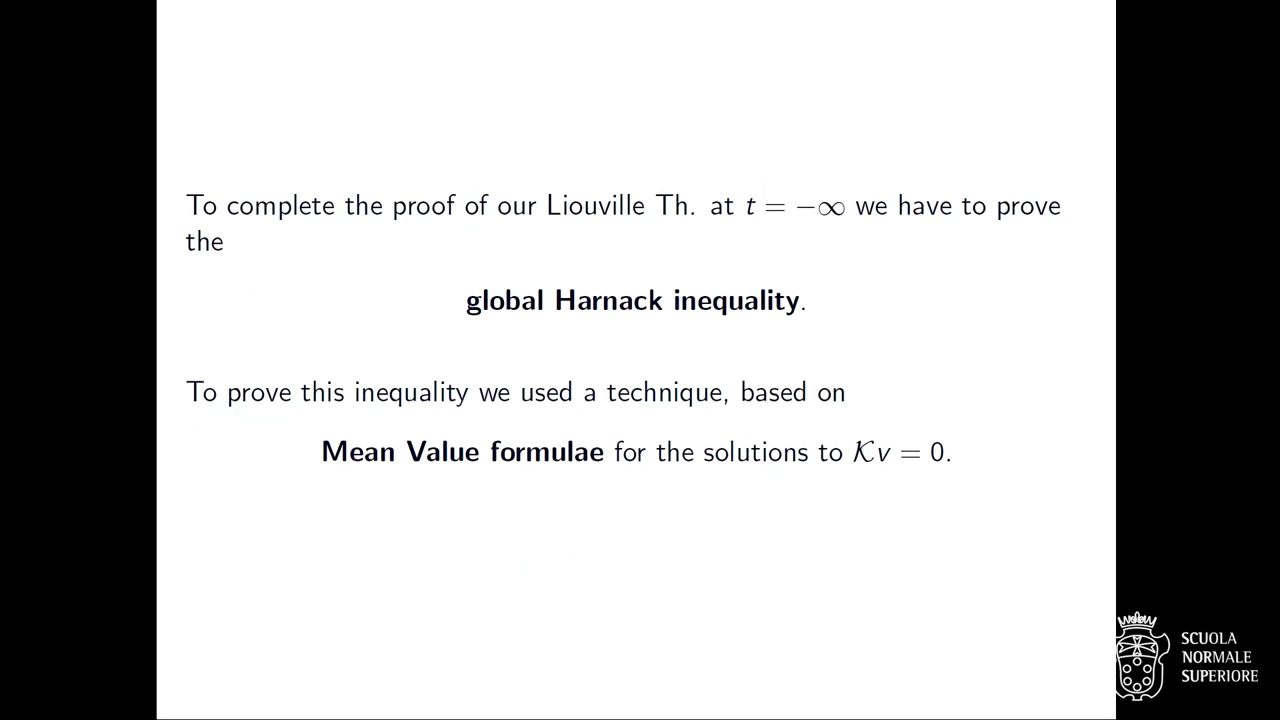 To complete the proof of our Liouville Th. at t = −∞ we have to prove
the
global Harnack inequality.
To prove this inequality we used a technique, based on
Mean Value formulae for the solutions to 𝒦v = 0.
SCUOLA
NORMALE
SUPERIORE